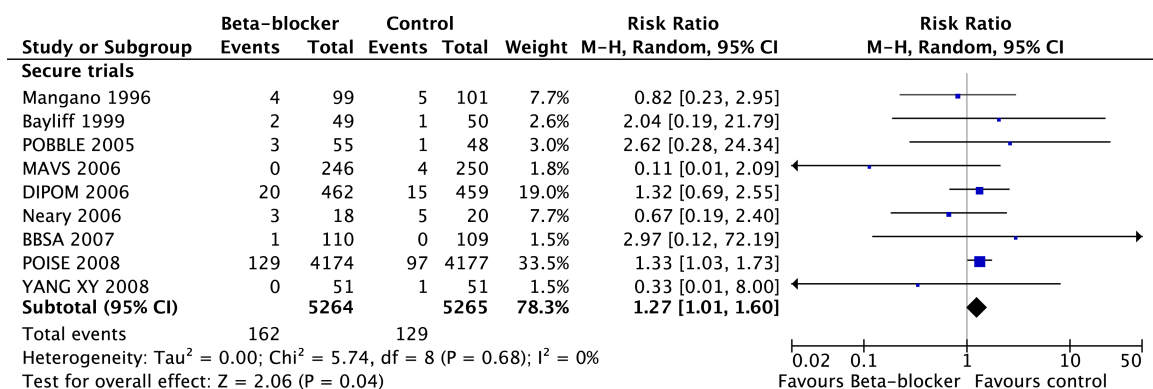 Beta-blocker Control Risk Ratio Risk Ratio
Study or Subgroup Events Total Events Total Weight M-H, Random, 95% CI M-H, Random, 95% CI
Secure trials
Mangano 1996 4 99 5 101 7.7% 0.82 [0.23, 2.95]
Bayliff 1999 2 49 1 50 2.6% 2.04 [0.19, 21.79]
POBBLE 2005 3 55 1 48 3.0% 2.62 [0.28, 24.34]
MAVS 2006 0 246 4 250 1.8% 0.11 [0.01, 2.09]
DIPOM 2006 20 462 15 459 19.0% 1.32 [0.69, 2.55]
Neary 2006 3 18 5 20 7.7% 0.67 [0.19, 2.40]
BBSA 2007 1 110 0 109 1.5% 2.97 [0.12, 72.19]
POISE 2008 129 4174 97 4177 33.5% 1.33 [1.03, 1.73]
YANG XY 2008 0 51 1 51 1.5% 0.33 [0.01, 8.00]
Subtotal (95% CI) 5264 5265 78.3% 1.27 [1.01, 1.60]
Total events 162 129
Heterogeneity: Tau² = 0.00; Chi² = 5.74, df = 8 (P = 0.68); I² = 0%
Test for overall effect: Z = 2.06 (P = 0.04)
0.02 0.1 1 10 50
Favours Beta-blocker Favours control